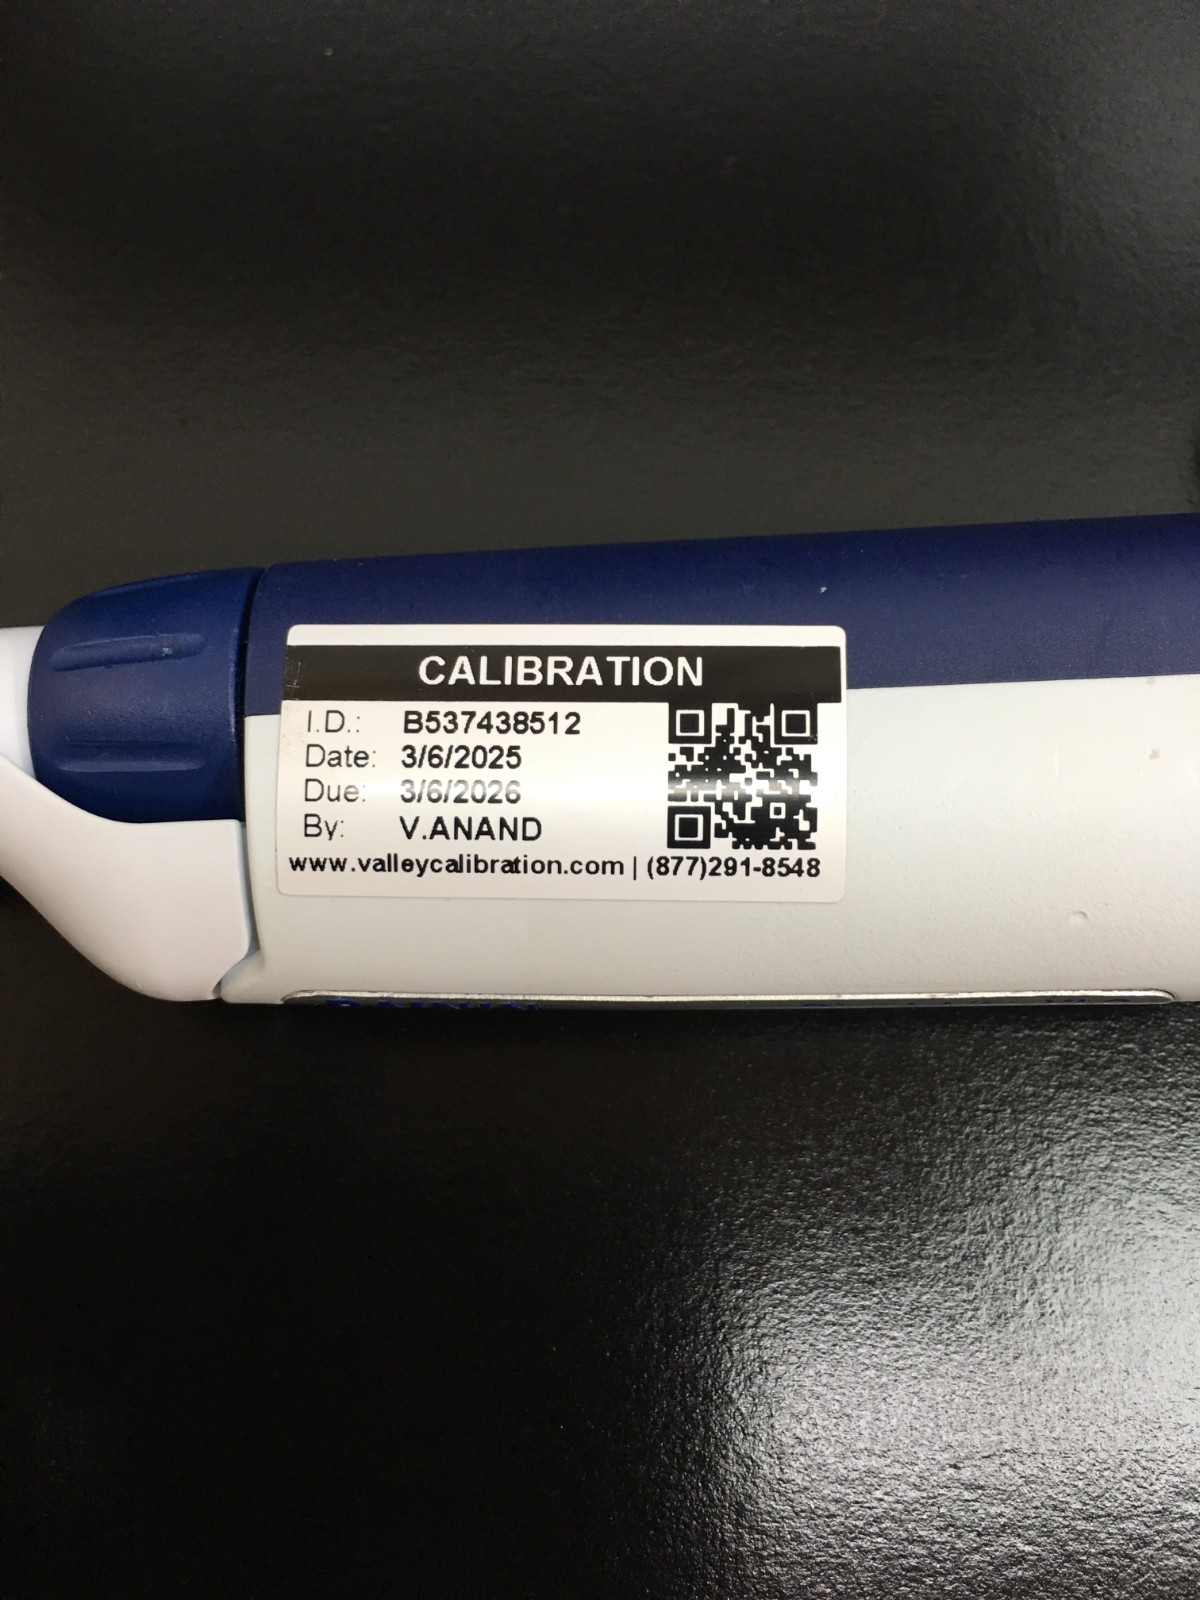 CALIBRATION
I.D.: B537438512
Date: 3/6/2025
Due: 3/6/2026
By: V.ANAND
www.valleycalibration.com | (877)291-8548